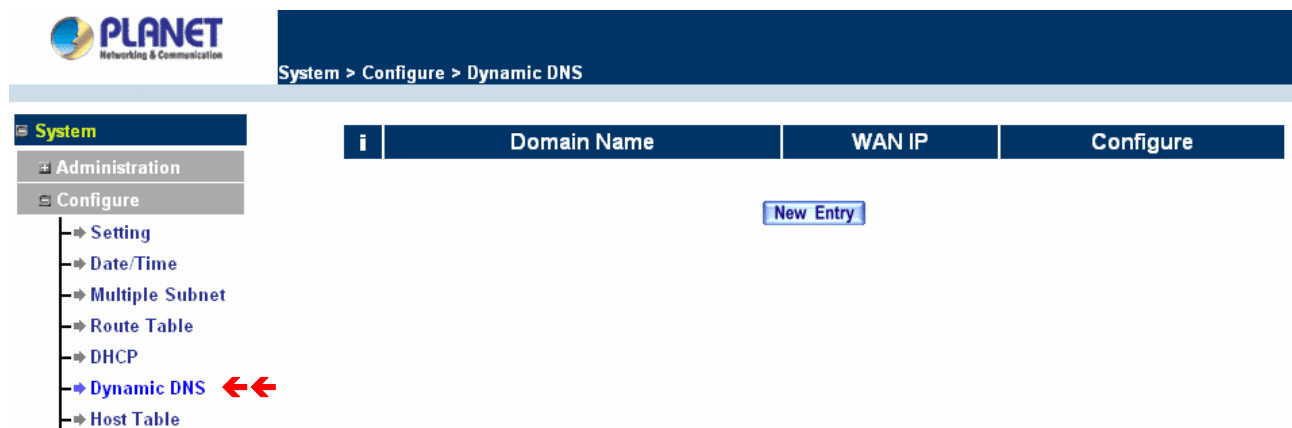 PLANET
Networking & Communication
System > Configure > Dynamic DNS
System
Administration
Configure
Setting
Date/Time
Multiple Subnet
Route Table
DHCP
Dynamic DNS
Host Table
i Domain Name WAN IP Configure
New Entry